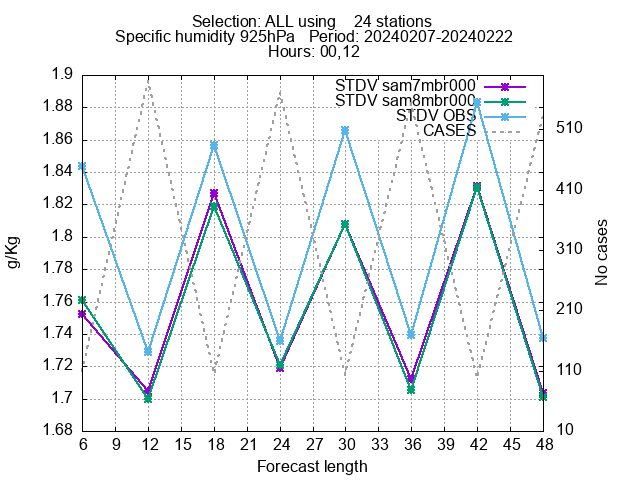 Selection: ALL using    24 stations
Specific humidity 925hPa   Period: 20240207-20240222
Hours: 00,12
STDV sam7mbr000
STDV sam8mbr000
STDV OBS
CASES
1.9
1.88
1.86
1.84
1.82
1.8
1.78
1.76
1.74
1.72
1.7
1.68
g/Kg
510
410
310
210
110
10
No cases
6 9 12 15 18 21 24 27 30 33 36 39 42 45 48
Forecast length